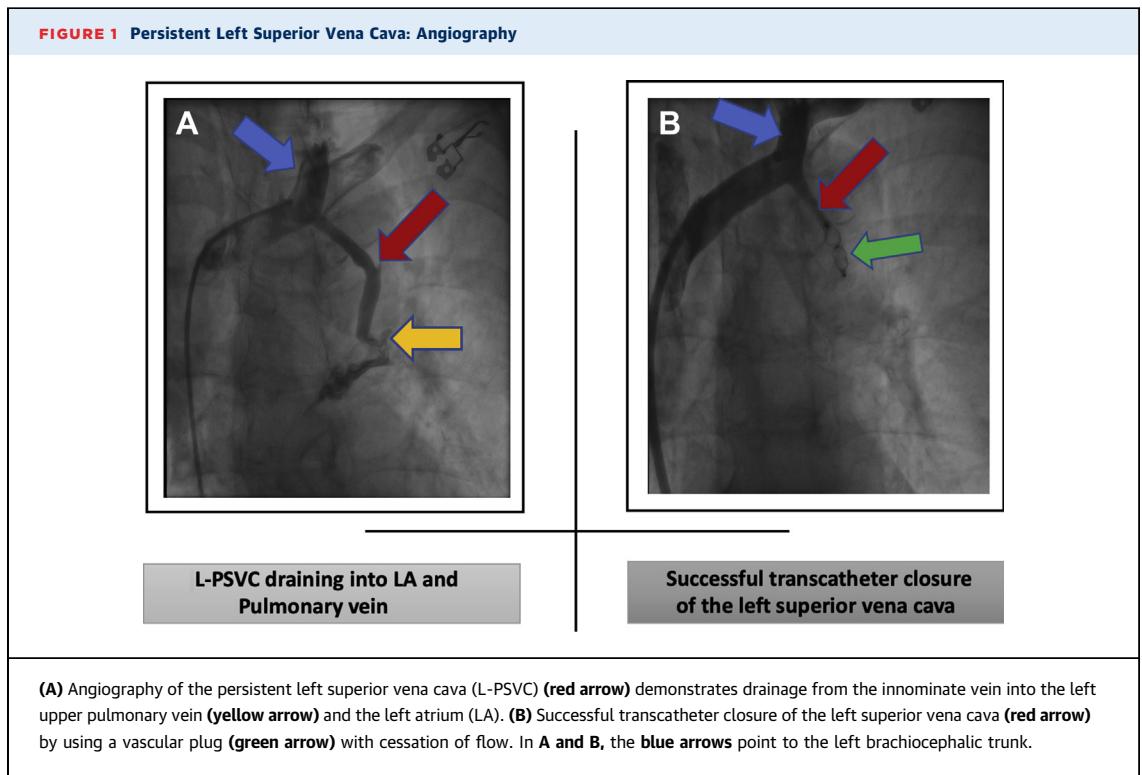 FIGURE 1 Persistent Left Superior Vena Cava: Angiography
A
B
L-PSVC draining into LA and
Pulmonary vein
Successful transcatheter closure
of the left superior vena cava
(A) Angiography of the persistent left superior vena cava (L-PSVC) (red arrow) demonstrates drainage from the innominate vein into the left
upper pulmonary vein (yellow arrow) and the left atrium (LA). (B) Successful transcatheter closure of the left superior vena cava (red arrow)
by using a vascular plug (green arrow) with cessation of flow. In A and B, the blue arrows point to the left brachiocephalic trunk.